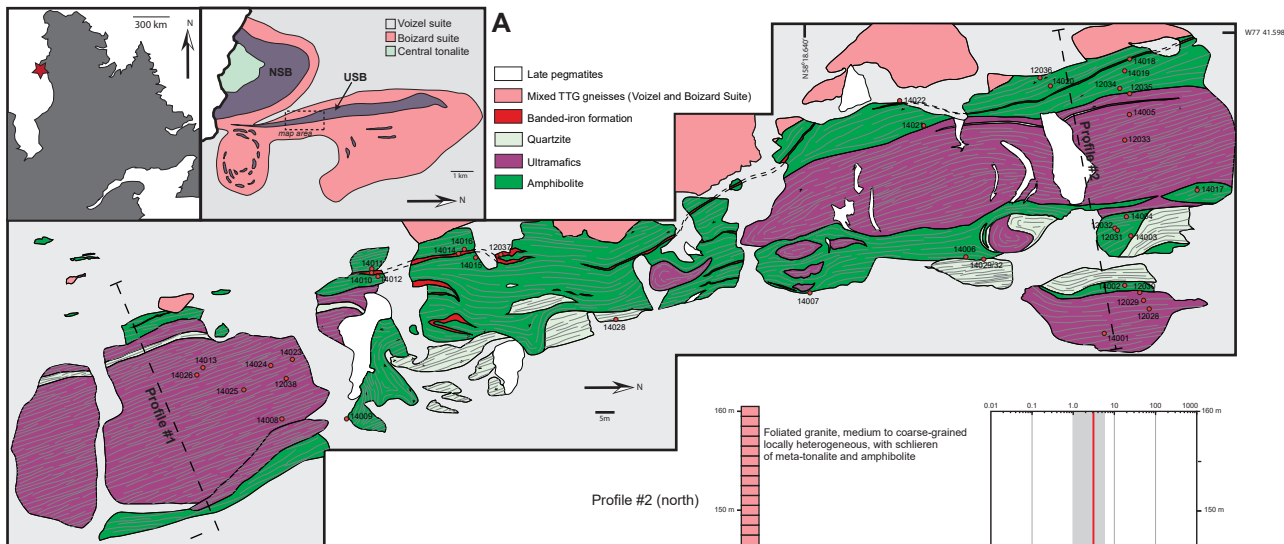 300 km
N
NSB
USB
map area
1 km
N
Voizel suite
Boizard suite
Central tonalite
A
Late pegmatites
Mixed TTG gneisses (Voizel and Boizard Suite)
Banded-iron formation
Quartzite
Ultramafics
Amphibolite
N 58° 18.640'
W77 41.598
12036
14020
14018
14019
12034
12035
14005
12033
14022
14021
Profile #2
14017
14004
12032
12031
14003
14006
14029/32
14002
12029
12028
14001
14007
14016
14014
14015
12037
14011
14010
14012
14028
N
5m
14013
14026
14024
14023
14025
12038
14008
14009
Profile #1
Profile #2 (north)
160 m
150 m
Foliated granite, medium to coarse-grained
locally heterogeneous, with schlieren
of meta-tonalite and amphibolite
0.01
0.1
1.0
10
100
1000
160 m
150 m